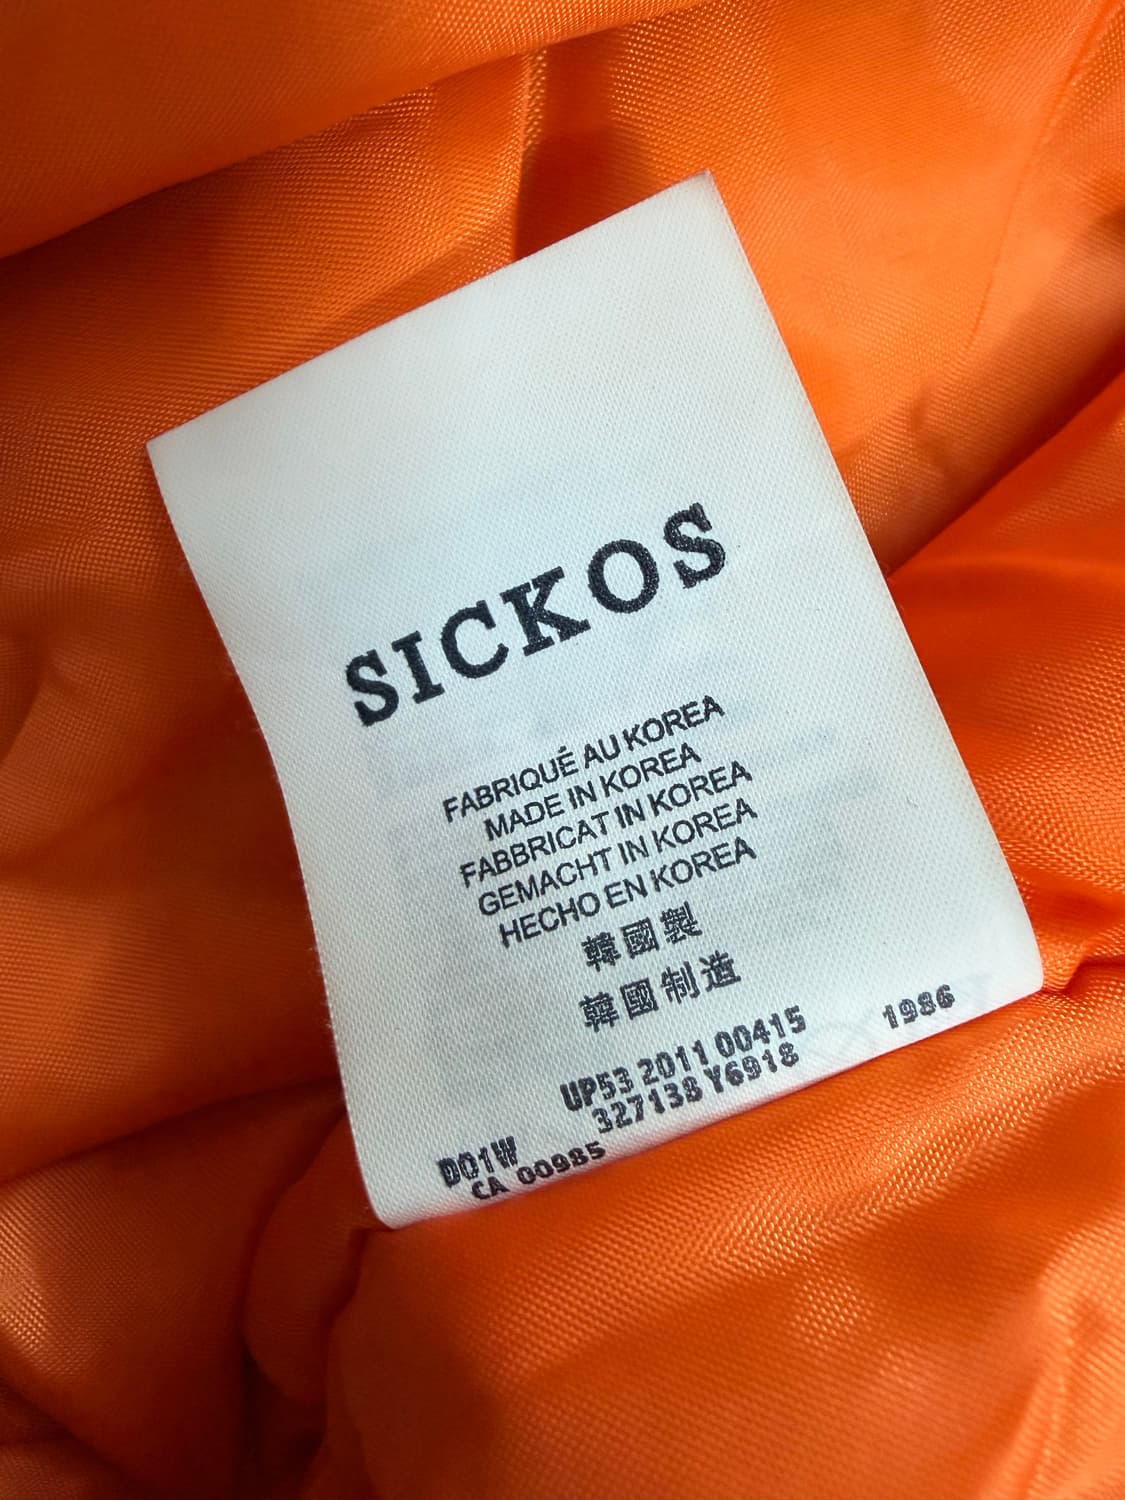 SICKOS
FABRIQUÉ AU KOREA
MADE IN KOREA
FABBRICAT IN KOREA
GEMACHT IN KOREA
HECHO EN KOREA
韓國製
韓國制造
UP53 2011 00415 1986
327138 Y6918
D01W
CA 00985